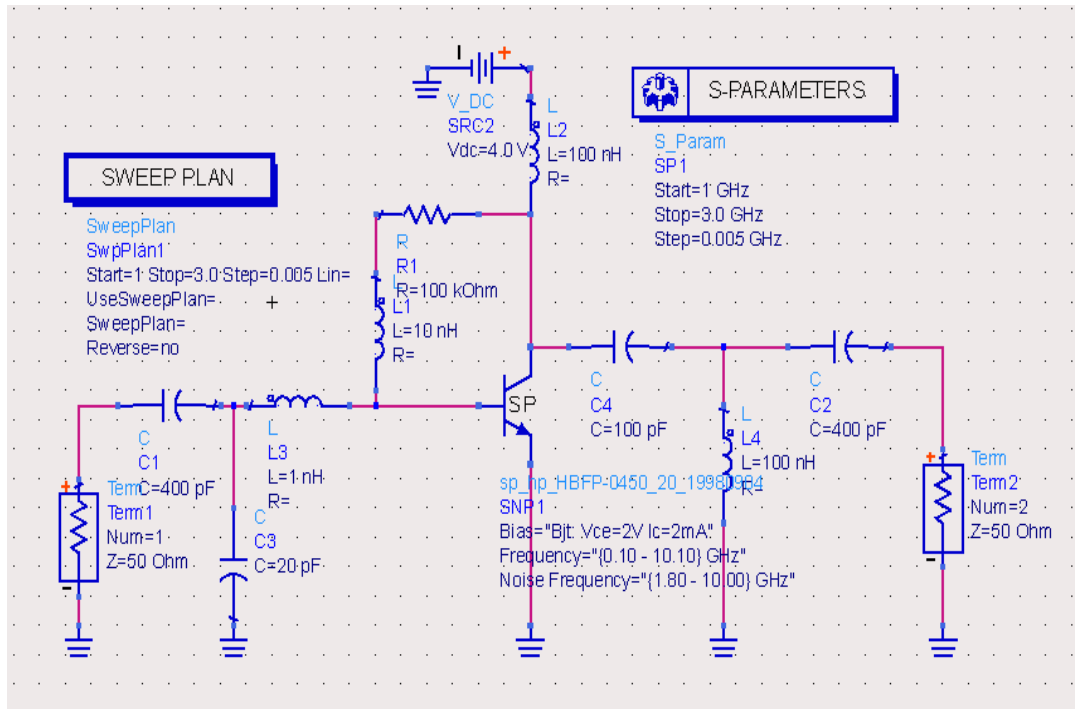 I +
V_DC
SRC2
Vdc=4.0 V
L
L2
L=100 nH
R=
S-PARAMETERS
S_Param
SP1
Start=1 GHz
Stop=3.0 GHz
Step=0.005 GHz
SWEEP PLAN
SweepPlan
SwpPlan1
Start=1 Stop=3.0 Step=0.005 Lin=
UseSweepPlan=
SweepPlan=
Reverse=no
R
R1
R=100 kOhm
L
L1
L=10 nH
R=
C
C1
C=400 pF
L
L3
L=1 nH
R=
SP
C
C4
C=100 pF
C
C2
C=400 pF
L
L4
L=100 nH
R=
+
Term
Term1
Num=1
Z=50 Ohm
-
C
C3
C=20 pF
sp_hp_HBFP-0450_20_19980904
SNP1
Bias="Bjt: Vce=2V Ic=2mA"
Frequency="{0.10 - 10.10} GHz"
Noise Frequency="{1.80 - 10.00} GHz"
+
Term
Term2
Num=2
Z=50 Ohm
-